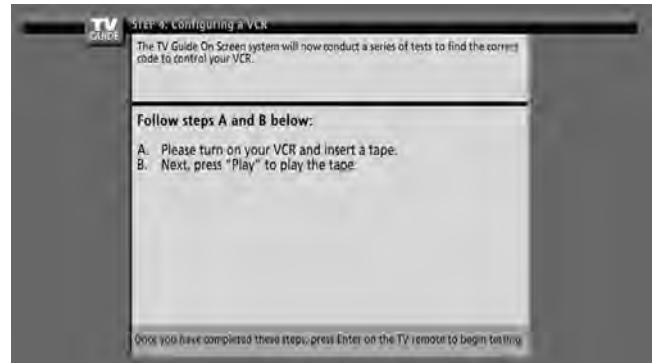 TV
GUIDE
STEP 4: Configuring a VCR
The TV Guide On Screen system will now conduct a series of tests to find the correct
code to control your VCR.
Follow steps A and B below:
A. Please turn on your VCR and insert a tape.
B. Next, press "Play" to play the tape.
Once you have completed these steps, press Enter on the TV remote to begin testing